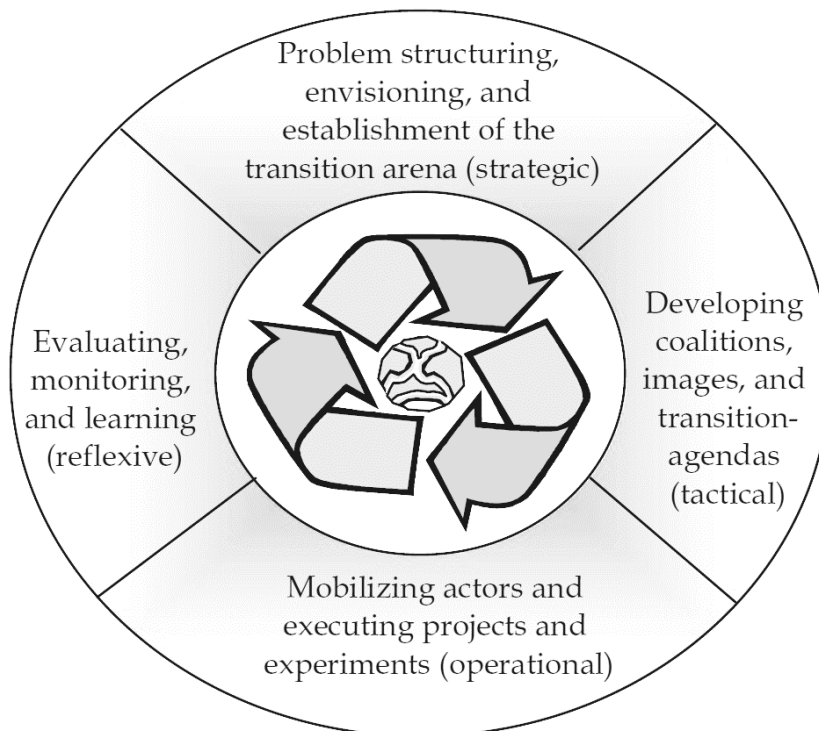 Problem structuring,
envisioning, and
establishment of the
transition arena (strategic)
Developing
coalitions,
images, and
transition-
agendas
(tactical)
Mobilizing actors and
executing projects and
experiments (operational)
Evaluating,
monitoring,
and learning
(reflexive)